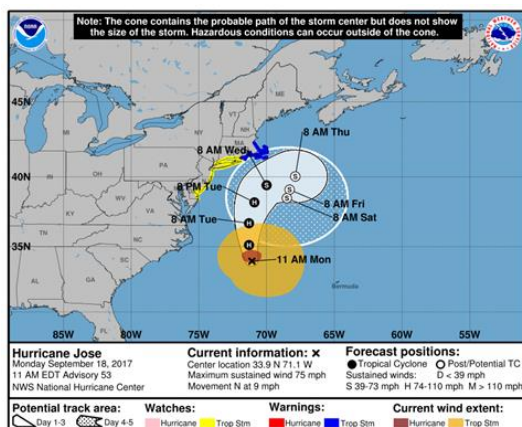 Note: The cone contains the probable path of the storm center but does not show
the size of the storm. Hazardous conditions can occur outside of the cone.
NOAA
45N
40N
35N
MI
NY
VT
NH
MA
PA
OH
IN
WV
KY
VA
TN
NC
SC
AL
GA
FL
8 AM Thu
8 AM Wed
8 PM Tue
8 AM Fri
8 AM Sat
8 AM Tue
11 AM Mon
S
S
S
S
H
H
H
Bermuda
85W 80W 75W 70W 65W 60W 55W
Hurricane Jose
Monday September 18, 2017
11 AM EDT Advisory 53
NWS National Hurricane Center
Current information: x
Center location 33.9 N 71.1 W
Maximum sustained wind 75 mph
Movement N at 9 mph
Forecast positions:
Tropical Cyclone Post/Potential TC
Sustained winds: D < 39 mph
S 39-73 mph H 74-110 mph M > 110 mph
Potential track area:
Day 1-3 Day 4-5
Watches:
Hurricane Trop Stm
Warnings:
Hurricane Trop Stm
Current wind extent:
Hurricane Trop Stm